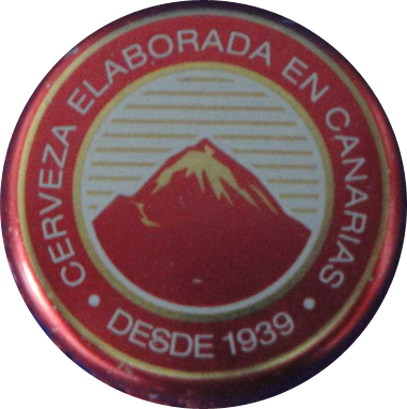 CERVEZA ELABORADA EN CANARIAS
• DESDE 1939 •